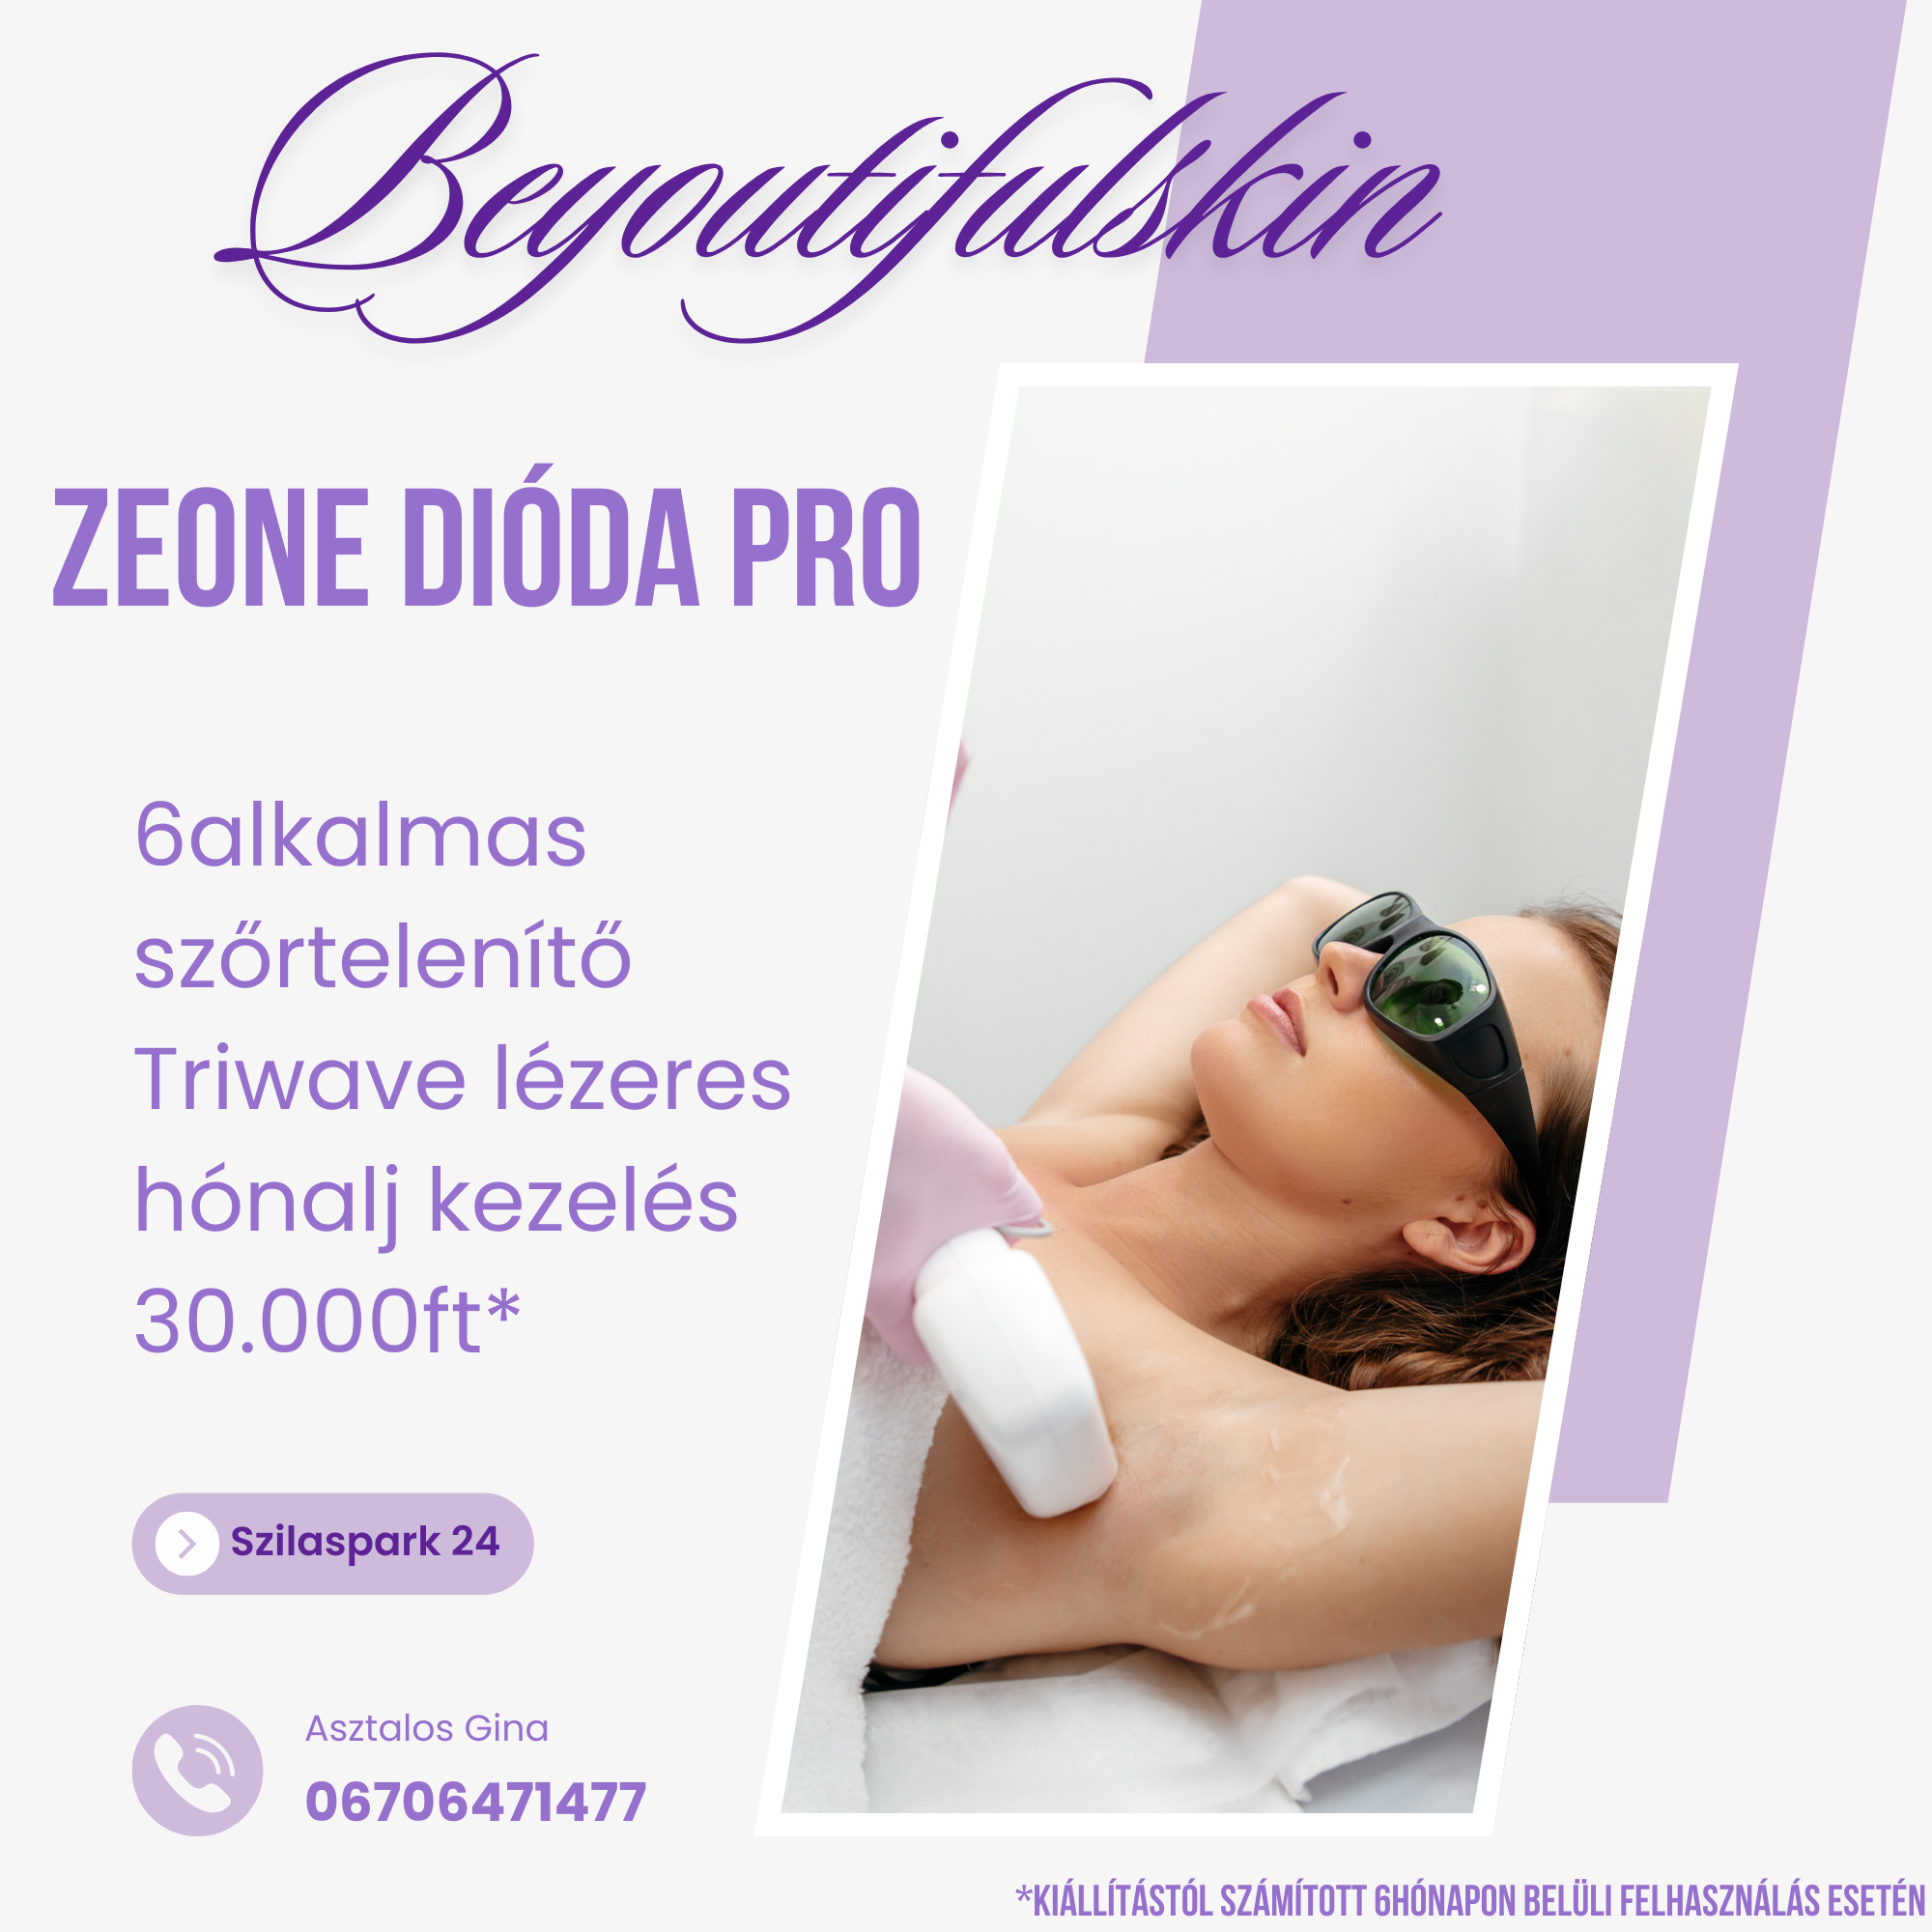 Beyoutifulskin
ZEONE DIÓDA PRO
6alkalmas
szőrtelenítő
Triwave lézeres
hónalj kezelés
30.000ft*
Szilaspark 24
Asztalos Gina
06706471477
*KIÁLLÍTÁSTÓL SZÁMÍTOTT 6HÓNAPON BELÜLI FELHASZNÁLÁS ESETÉN